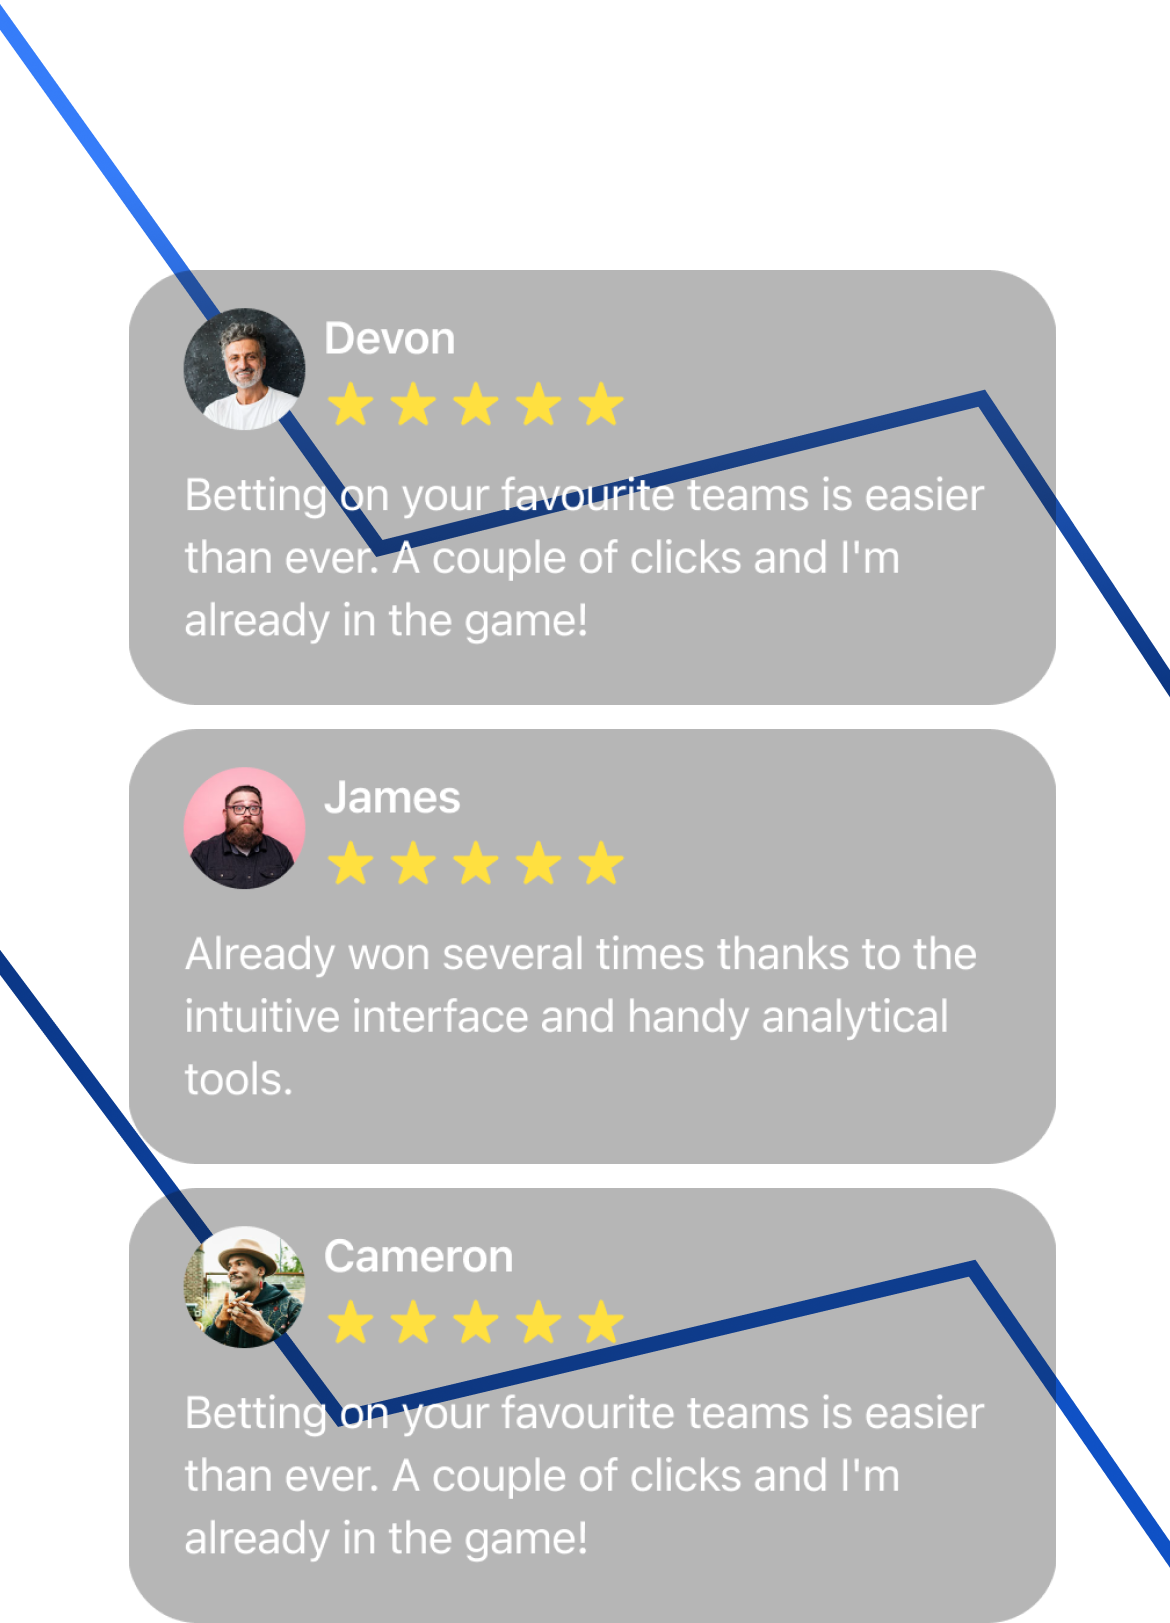 Devon
Betting on your favourite teams is easier
than ever. A couple of clicks and I'm
already in the game!
James
Already won several times thanks to the
intuitive interface and handy analytical
tools.
Cameron
Betting on your favourite teams is easier
than ever. A couple of clicks and I'm
already in the game!